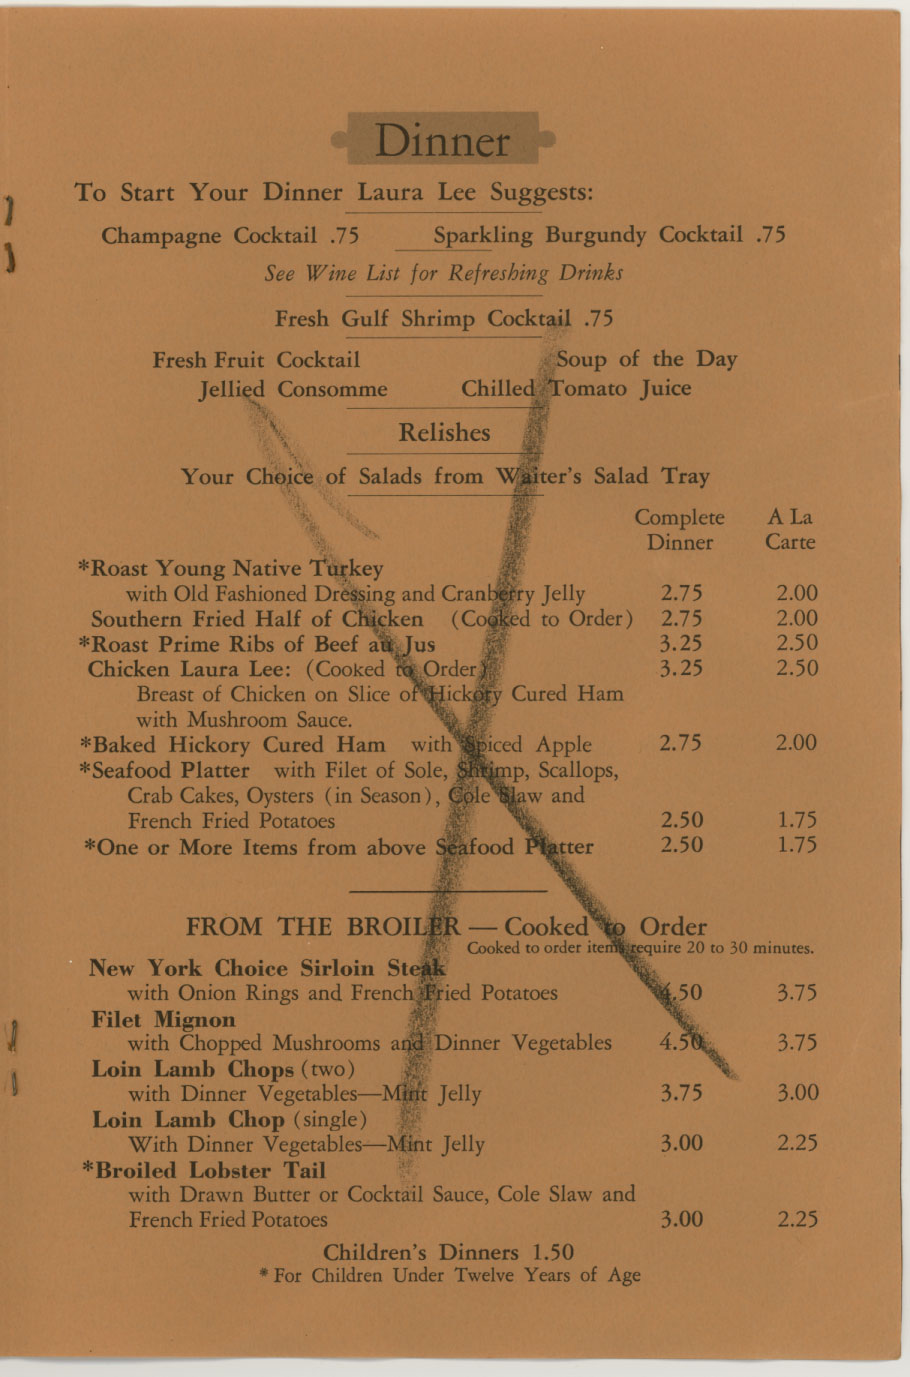 Dinner
To Start Your Dinner Laura Lee Suggests:
Champagne Cocktail .75 Sparkling Burgundy Cocktail .75
See Wine List for Refreshing Drinks
Fresh Gulf Shrimp Cocktail .75
Fresh Fruit Cocktail Soup of the Day
Jellied Consomme Chilled Tomato Juice
Relishes
Your Choice of Salads from Waiter's Salad Tray
Complete A La
Dinner Carte
*Roast Young Native Turkey
with Old Fashioned Dressing and Cranberry Jelly 2.75 2.00
Southern Fried Half of Chicken (Cooked to Order) 2.75 2.00
*Roast Prime Ribs of Beef au Jus 3.25 2.50
Chicken Laura Lee: (Cooked to Order) 3.25 2.50
Breast of Chicken on Slice of Hickory Cured Ham
with Mushroom Sauce.
*Baked Hickory Cured Ham with Spiced Apple 2.75 2.00
*Seafood Platter with Filet of Sole, Shrimp, Scallops,
Crab Cakes, Oysters (in Season), Cole Slaw and
French Fried Potatoes 2.50 1.75
*One or More Items from above Seafood Platter 2.50 1.75
FROM THE BROILER — Cooked to Order
Cooked to order items require 20 to 30 minutes.
New York Choice Sirloin Steak
with Onion Rings and French Fried Potatoes 4.50 3.75
Filet Mignon
with Chopped Mushrooms and Dinner Vegetables 4.50 3.75
Loin Lamb Chops (two)
with Dinner Vegetables—Mint Jelly 3.75 3.00
Loin Lamb Chop (single)
With Dinner Vegetables—Mint Jelly 3.00 2.25
*Broiled Lobster Tail
with Drawn Butter or Cocktail Sauce, Cole Slaw and
French Fried Potatoes 3.00 2.25
Children's Dinners 1.50
* For Children Under Twelve Years of Age